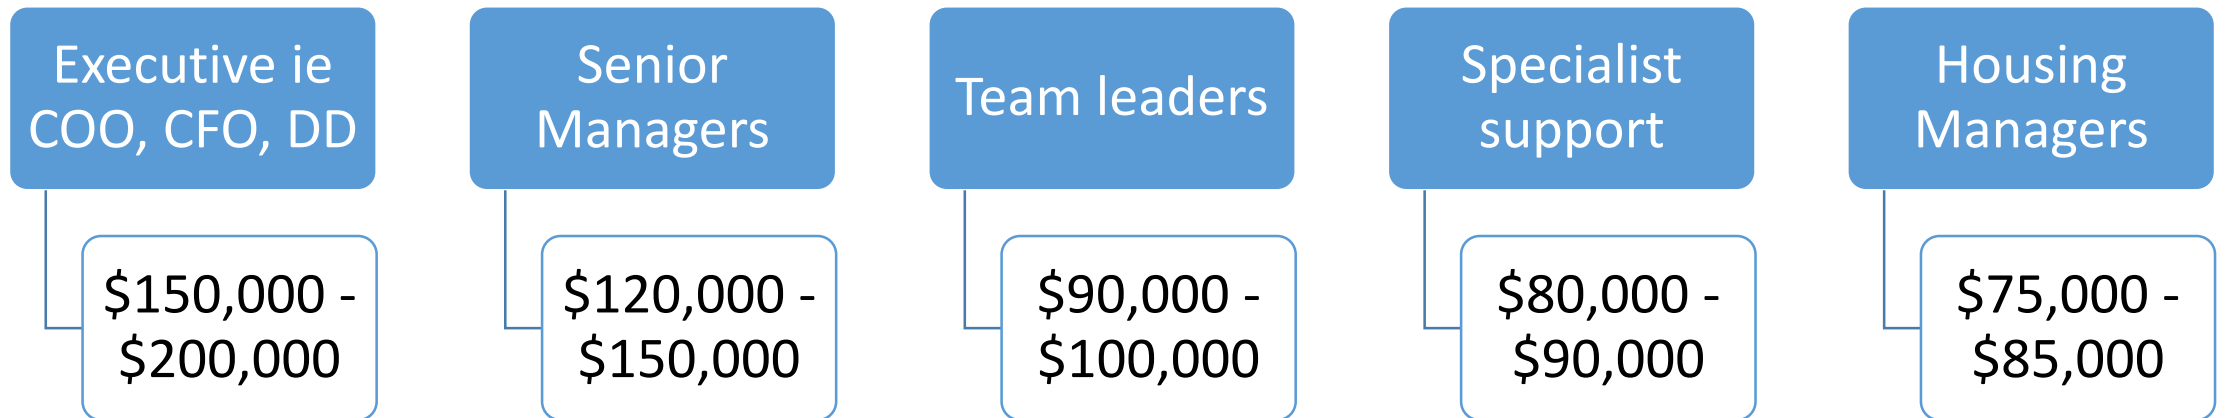 Executive ie
COO, CFO, DD
$150,000 -
$200,000
Senior
Managers
$120,000 -
$150,000
Team leaders
$90,000 -
$100,000
Specialist
support
$80,000 -
$90,000
Housing
Managers
$75,000 -
$85,000